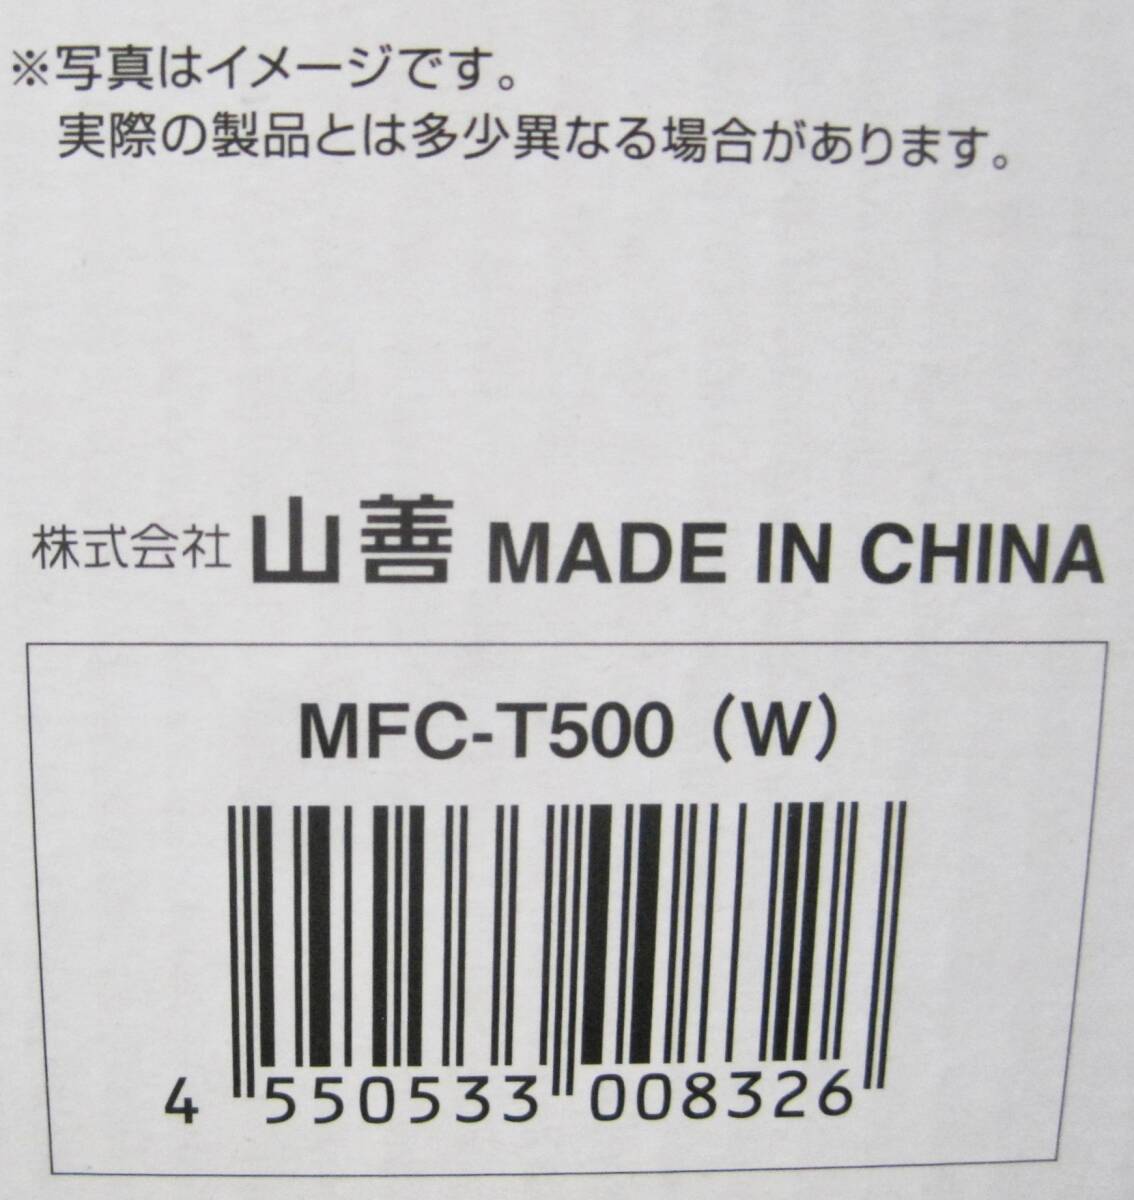 ※写真はイメージです。
実際の製品とは多少異なる場合があります。
株式会社 山善 MADE IN CHINA
MFC-T500（W）
4 550533 008326